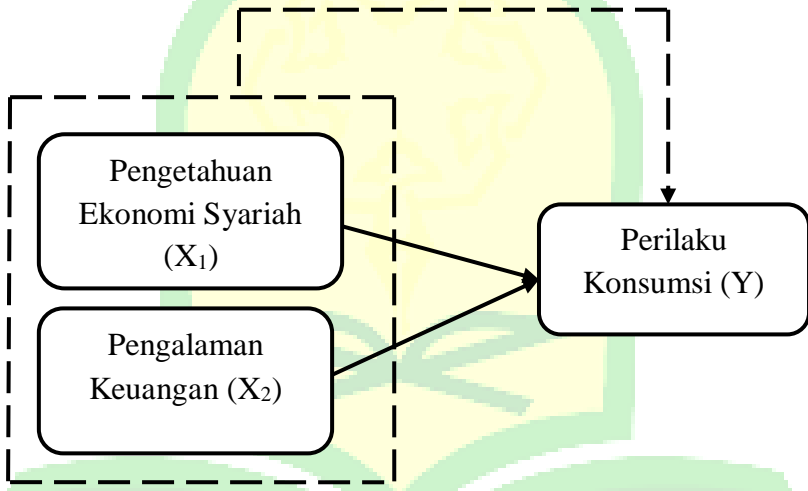 Pengetahuan
Ekonomi Syariah
(X₁)
Pengalaman
Keuangan (X₂)
Perilaku
Konsumsi (Y)